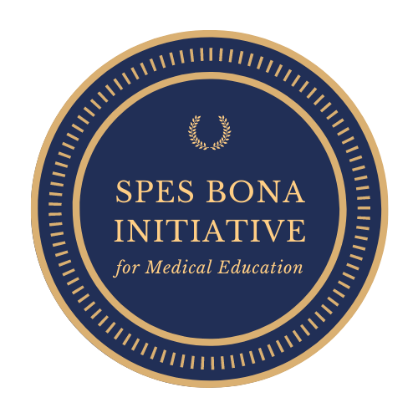 SPES BONA
INITIATIVE
for Medical Education